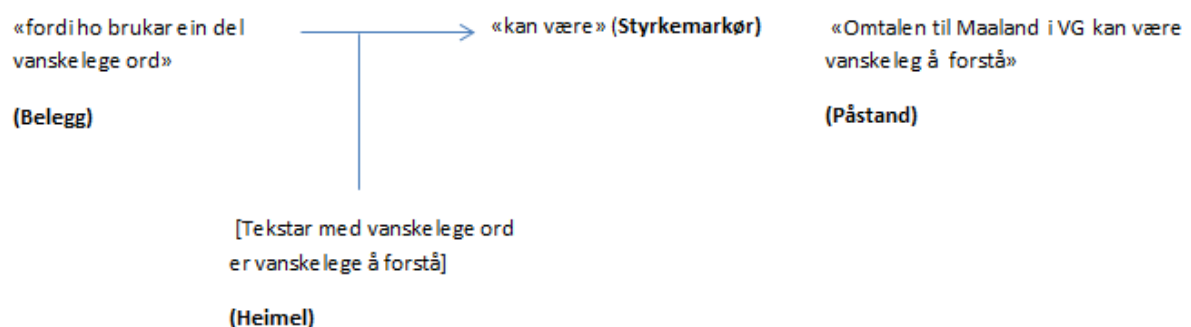 «fordi ho brukar ein del
vanskelege ord»
(Belegg)
«kan være» (Styrkemarkør)
«Omtalen til Maaland i VG kan være
vanskeleg å forstå»
(Påstand)
[Tekstar med vanskelege ord
er vanskelege å forstå]
(Heimel)